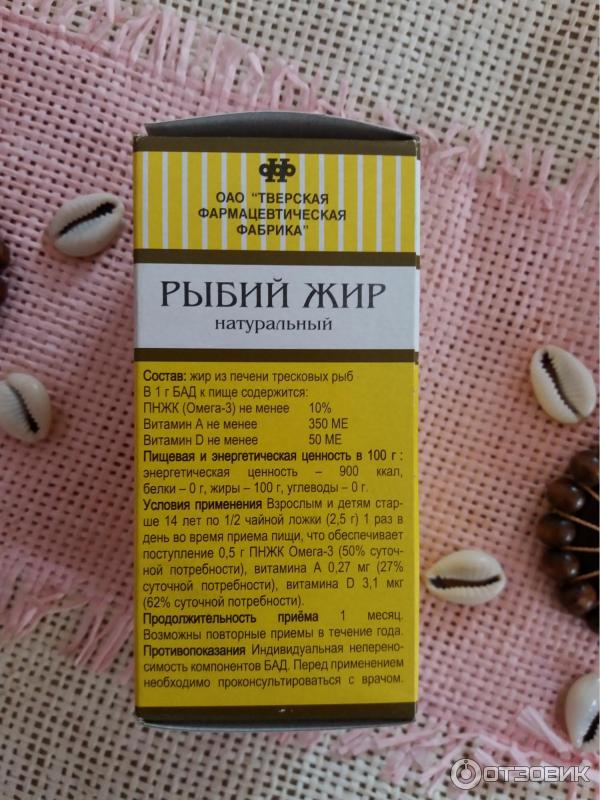 ОАО "ТВЕРСКАЯ
ФАРМАЦЕВТИЧЕСКАЯ
ФАБРИКА"
РЫБИЙ ЖИР
натуральный
Состав: жир из печени тресковых рыб
В 1 г БАД к пище содержится:
ПНЖК (Омега-3) не менее 10%
Витамин А не менее 350 МЕ
Витамин D не менее 50 МЕ
Пищевая и энергетическая ценность в 100 г :
энергетическая ценность – 900 ккал,
белки – 0 г, жиры – 100 г, углеводы – 0 г.
Условия применения Взрослым и детям стар-
ше 14 лет по 1/2 чайной ложки (2,5 г) 1 раз в
день во время приема пищи, что обеспечивает
поступление 0,5 г ПНЖК Омега-3 (50% суточ-
ной потребности), витамина А 0,27 мг (27%
суточной потребности), витамина D 3,1 мкг
(62% суточной потребности).
Продолжительность приёма 1 месяц.
Возможны повторные приемы в течение года.
Противопоказания Индивидуальная неперено-
симость компонентов БАД. Перед применением
необходимо проконсультироваться с врачом.
ОТЗОВИК